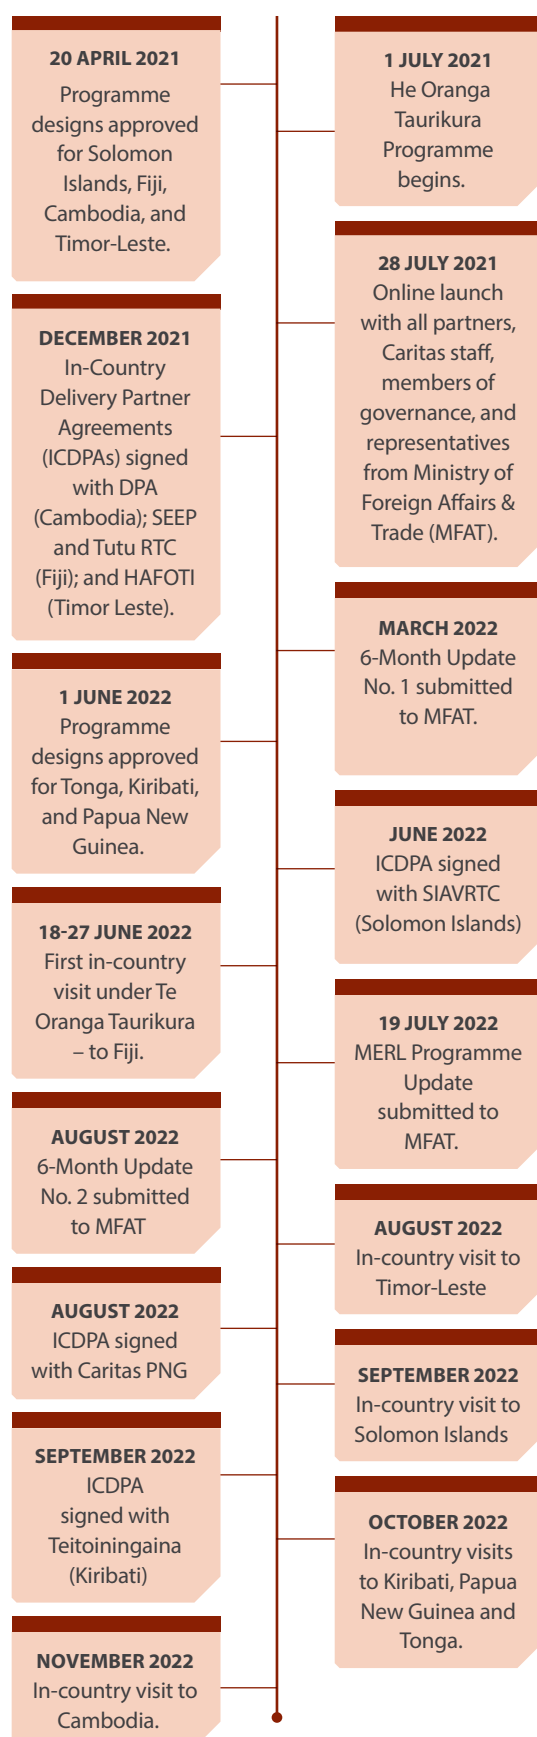 20 APRIL 2021
Programme
designs approved
for Solomon
Islands, Fiji,
Cambodia, and
Timor-Leste.
1 JULY 2021
He Oranga
Taurikura
Programme
begins.
28 JULY 2021
Online launch
with all partners,
Caritas staff,
members of
governance, and
representatives
from Ministry of
Foreign Affairs &
Trade (MFAT).
DECEMBER 2021
In-Country
Delivery Partner
Agreements
(ICDPAs) signed
with DPA
(Cambodia); SEEP
and Tutu RTC
(Fiji); and HAFOTI
(Timor Leste).
MARCH 2022
6-Month Update
No. 1 submitted
to MFAT.
1 JUNE 2022
Programme
designs approved
for Tonga, Kiribati,
and Papua New
Guinea.
JUNE 2022
ICDPA signed
with SIAVRTC
(Solomon Islands)
18-27 JUNE 2022
First in-country
visit under Te
Oranga Taurikura
– to Fiji.
19 JULY 2022
MERL Programme
Update
submitted to
MFAT.
AUGUST 2022
6-Month Update
No. 2 submitted
to MFAT
AUGUST 2022
In-country visit to
Timor-Leste
AUGUST 2022
ICDPA signed
with Caritas PNG
SEPTEMBER 2022
In-country visit to
Solomon Islands
SEPTEMBER 2022
ICDPA
signed with
Teitoiningaina
(Kiribati)
OCTOBER 2022
In-country visits
to Kiribati, Papua
New Guinea and
Tonga.
NOVEMBER 2022
In-country visit to
Cambodia.